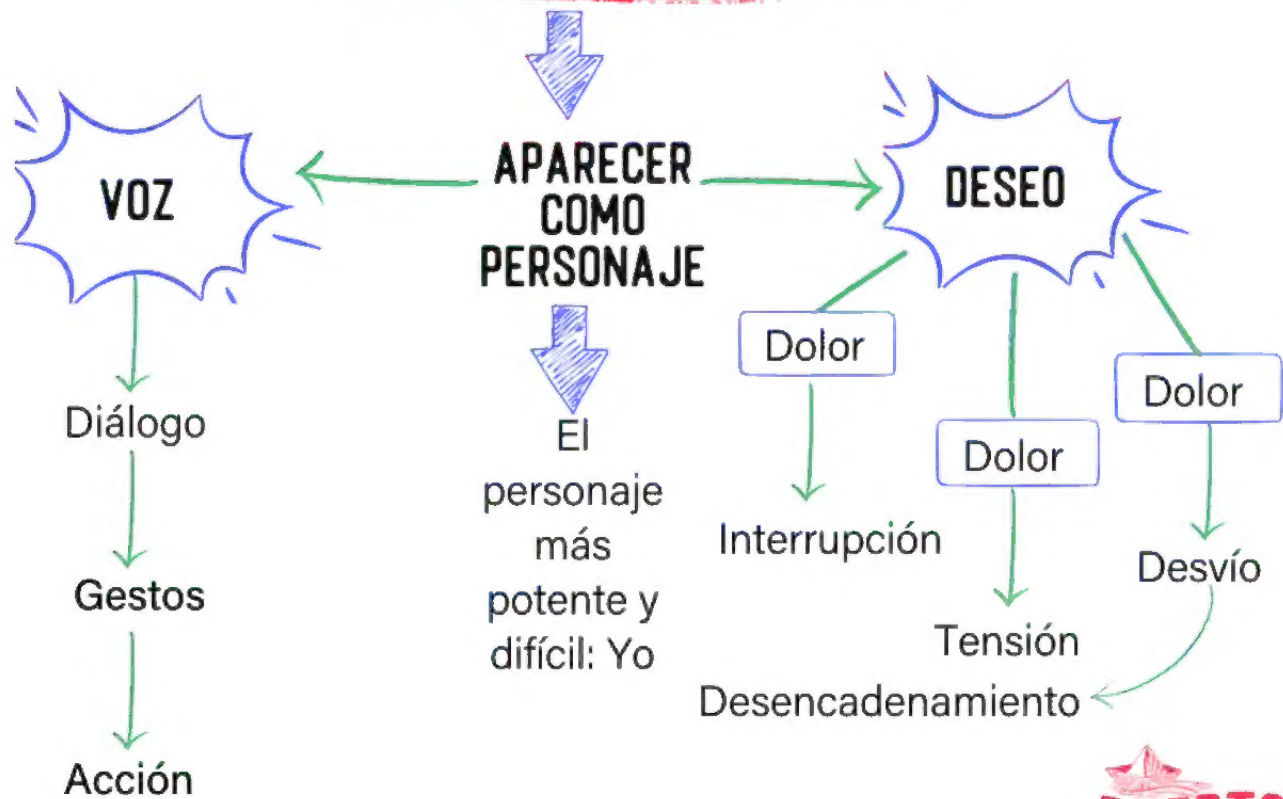 VOZ
APARECER
COMO
PERSONAJE
DESEO
Diálogo
Gestos
Acción
El
personaje
más
potente y
difícil: Yo
Dolor
Dolor
Dolor
Interrupción
Tensión
Desvío
Desencadenamiento